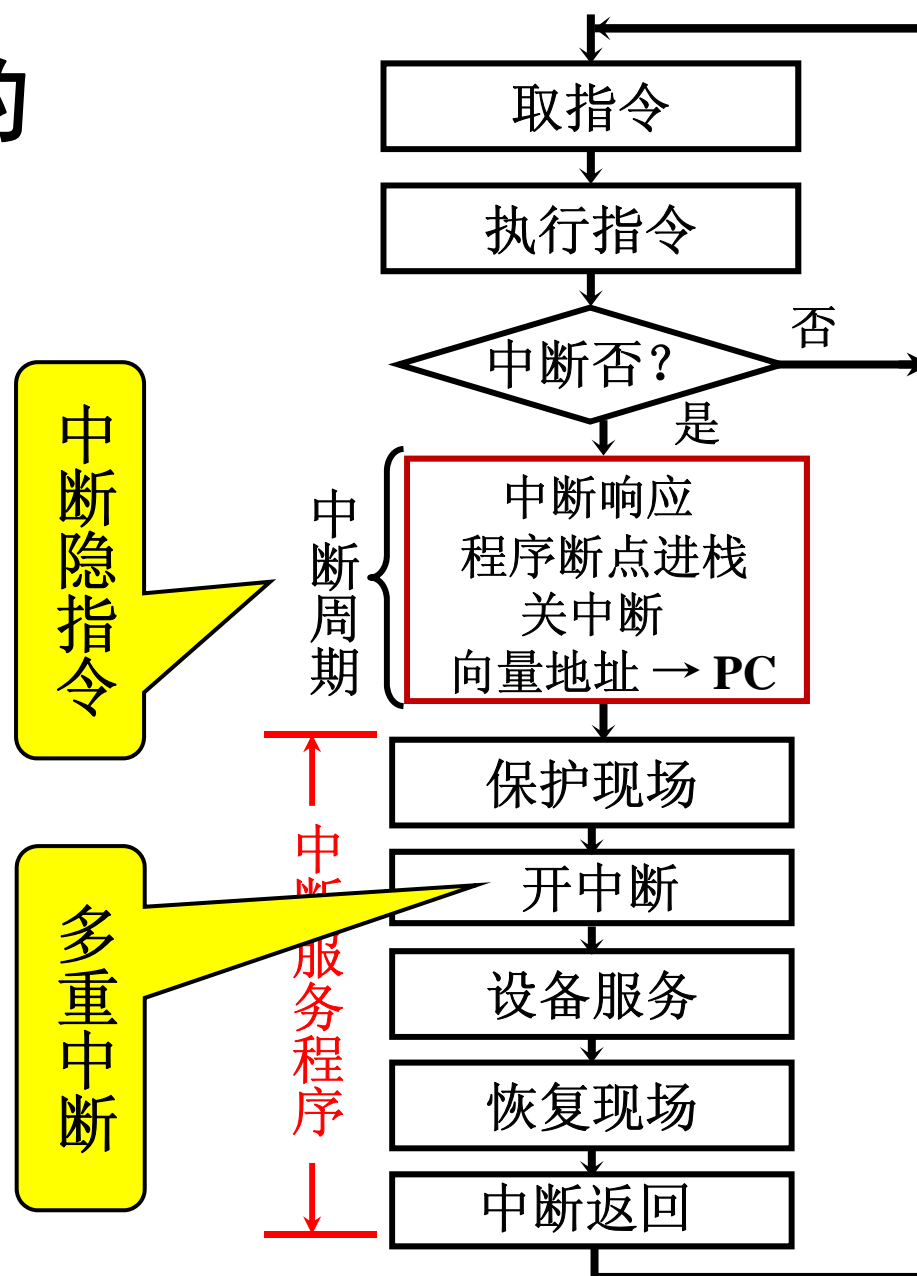 的
取指令
执行指令
中断否？
否
是
中断隐指令
中断周期
中断响应
程序断点进栈
关中断
向量地址 → PC
保护现场
多重中断
中断服务程序
开中断
设备服务
恢复现场
中断返回